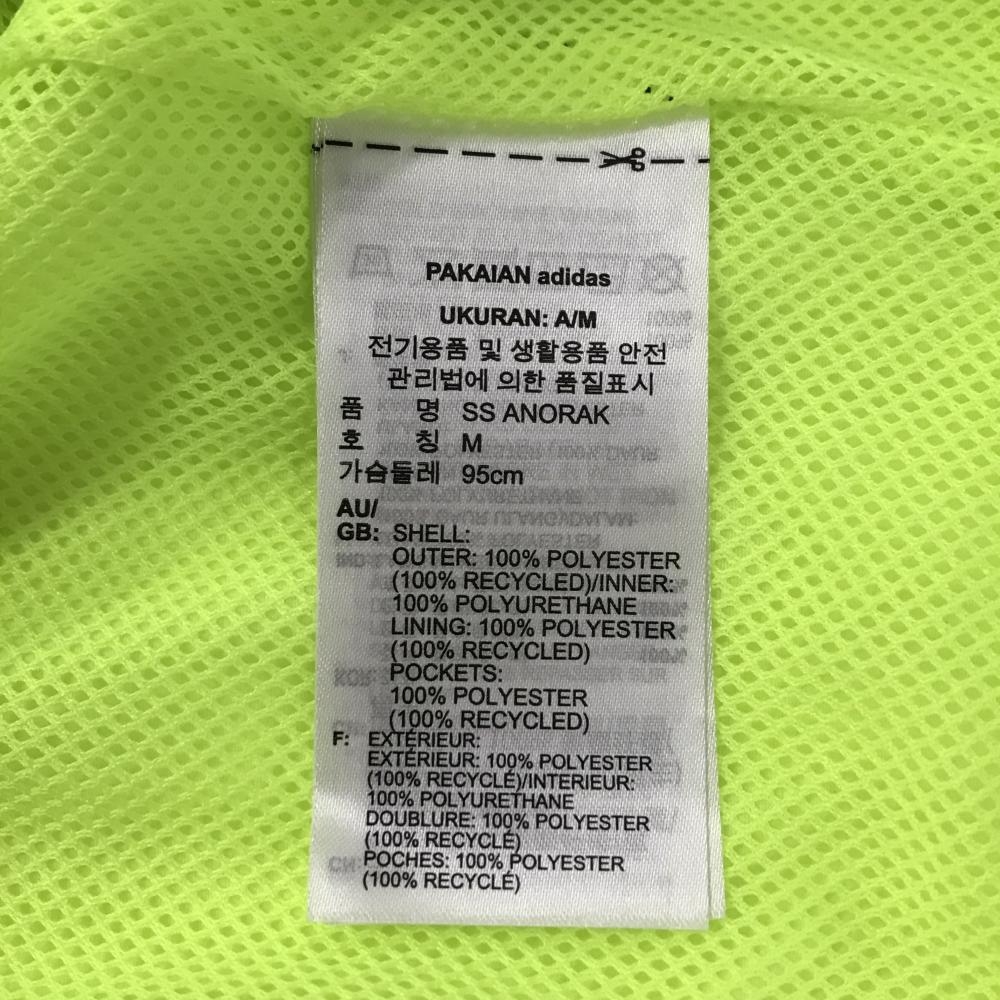 PAKAIAN adidas
UKURAN: A/M
전기용품 및 생활용품 안전
관리법에 의한 품질표시
품 명 SS ANORAK
호 칭 M
가슴둘레 95cm
AU/
GB: SHELL:
OUTER: 100% POLYESTER
(100% RECYCLED)/INNER:
100% POLYURETHANE
LINING: 100% POLYESTER
(100% RECYCLED)
POCKETS:
100% POLYESTER
(100% RECYCLED)
F: EXTÉRIEUR:
EXTÉRIEUR: 100% POLYESTER
(100% RECYCLÉ)/INTERIEUR:
100% POLYURETHANE
DOUBLURE: 100% POLYESTER
(100% RECYCLÉ)
POCHES: 100% POLYESTER
(100% RECYCLÉ)